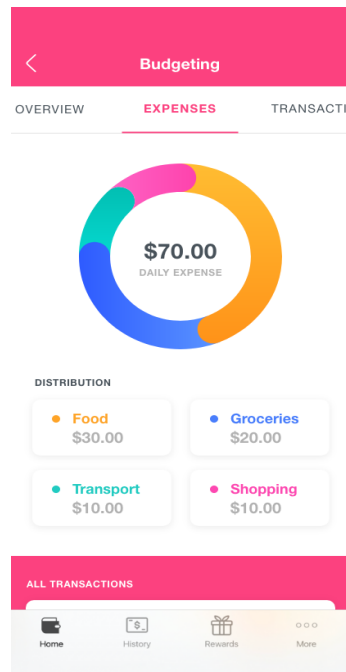 Budgeting
OVERVIEW EXPENSES TRANSACTI
$70.00
DAILY EXPENSE
DISTRIBUTION
Food
$30.00
Groceries
$20.00
Transport
$10.00
Shopping
$10.00
ALL TRANSACTIONS
Home History Rewards More